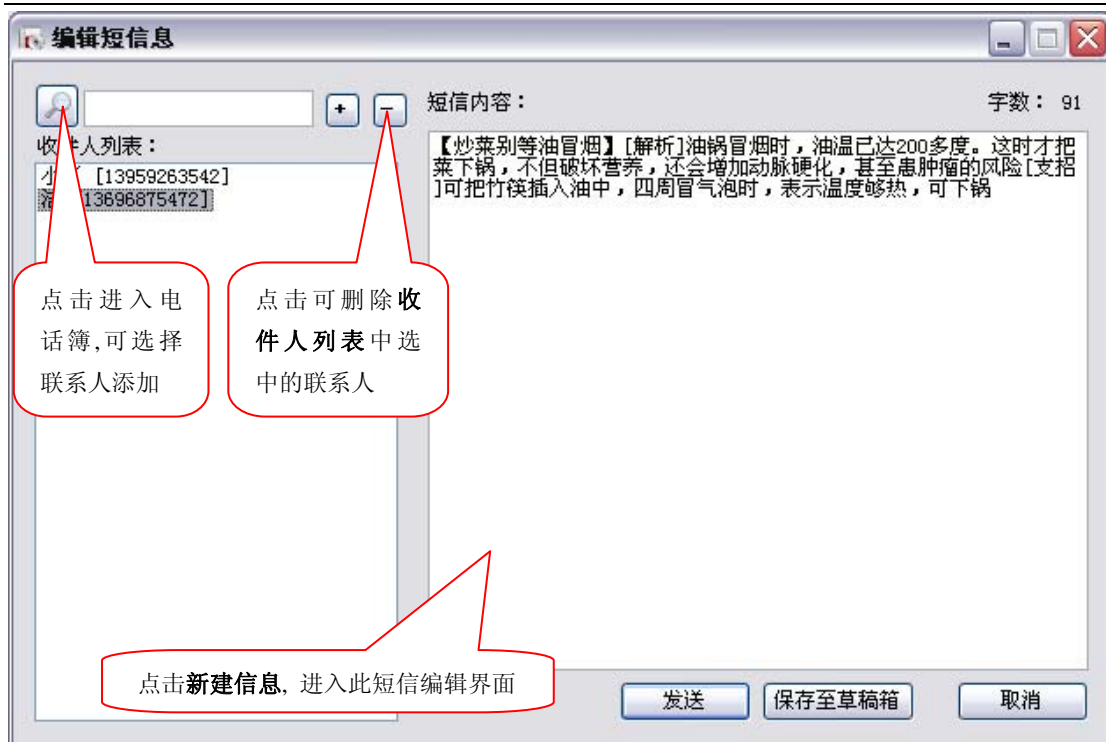 编辑短信息
+
-
短信内容：
字数： 91
收件人列表：
小 [13959263542]
13696875472]
【炒菜别等油冒烟】[解析]油锅冒烟时，油温已达200多度。这时才把
菜下锅，不但破坏营养，还会增加动脉硬化，甚至患肿瘤的风险[支招
]可把竹筷插入油中，四周冒气泡时，表示温度够热，可下锅
点击进入电
话簿,可选择
联系人添加
点击可删除收
件人列表中选
中的联系人
点击新建信息, 进入此短信编辑界面
发送
保存至草稿箱
取消